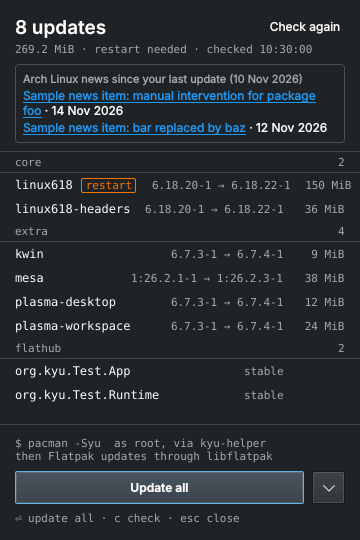 8 updates Check again
269.2 MiB · restart needed · checked 10:30:00
Arch Linux news since your last update (10 Nov 2026)
Sample news item: manual intervention for package
foo · 14 Nov 2026
Sample news item: bar replaced by baz · 12 Nov 2026
core 2
linux618 restart 6.18.20-1 → 6.18.22-1 150 MiB
linux618-headers 6.18.20-1 → 6.18.22-1 36 MiB
extra 4
kwin 6.7.3-1 → 6.7.4-1 9 MiB
mesa 1:26.2.1-1 → 1:26.2.3-1 38 MiB
plasma-desktop 6.7.3-1 → 6.7.4-1 12 MiB
plasma-workspace 6.7.3-1 → 6.7.4-1 24 MiB
flathub 2
org.kyu.Test.App stable
org.kyu.Test.Runtime stable
$ pacman -Syu as root, via kyu-helper
then Flatpak updates through libflatpak
Update all
⏎ update all · c check · esc close